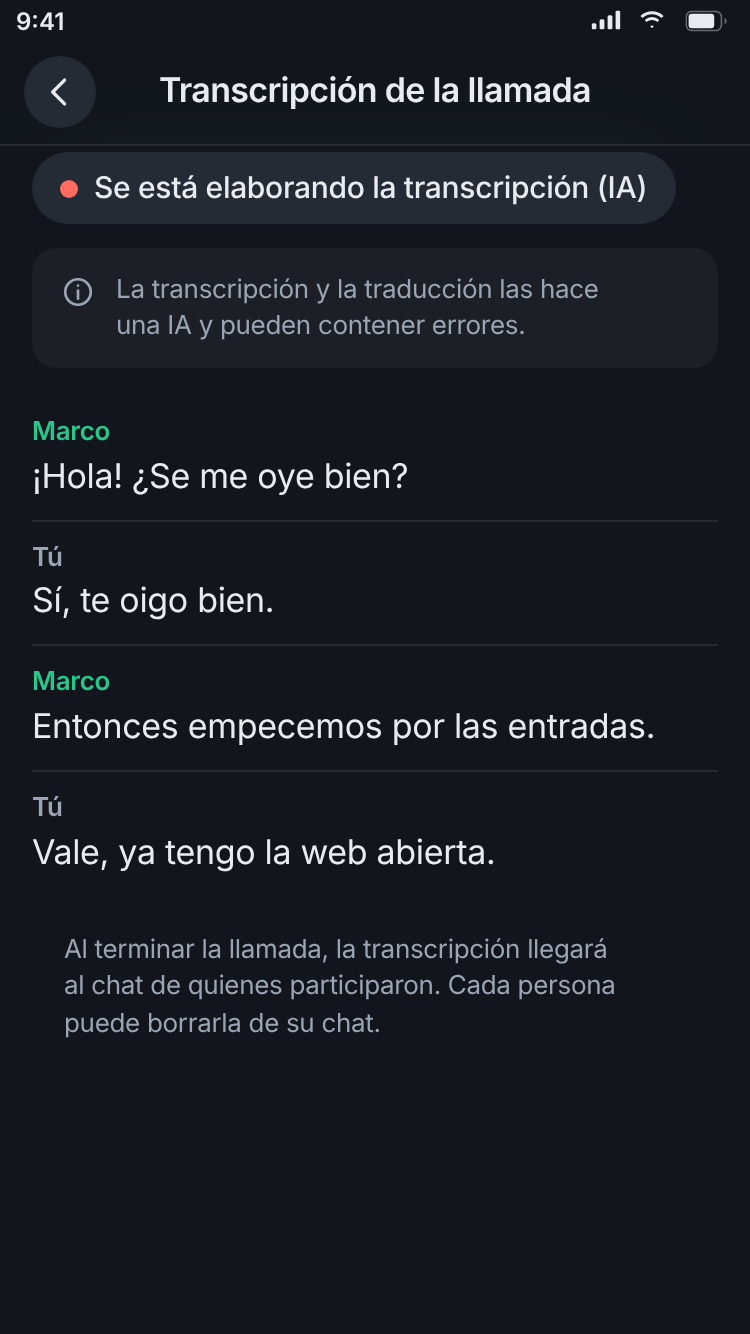 9:41
Transcripción de la llamada
Se está elaborando la transcripción (IA)
La transcripción y la traducción las hace
una IA y pueden contener errores.
Marco
¡Hola! ¿Se me oye bien?
Tú
Sí, te oigo bien.
Marco
Entonces empecemos por las entradas.
Tú
Vale, ya tengo la web abierta.
Al terminar la llamada, la transcripción llegará
al chat de quienes participaron. Cada persona
puede borrarla de su chat.